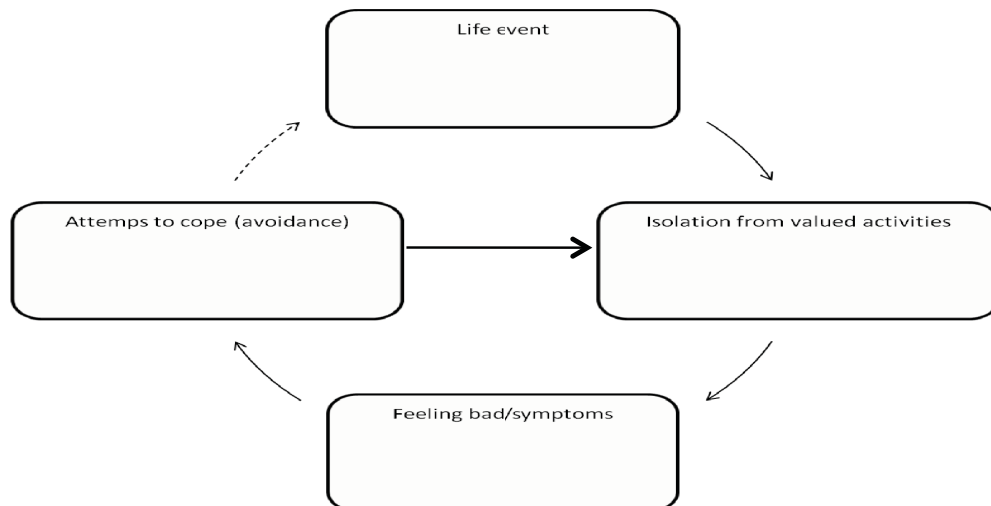 Life event
Attemps to cope (avoidance)
Isolation from valued activities
Feeling bad/symptoms